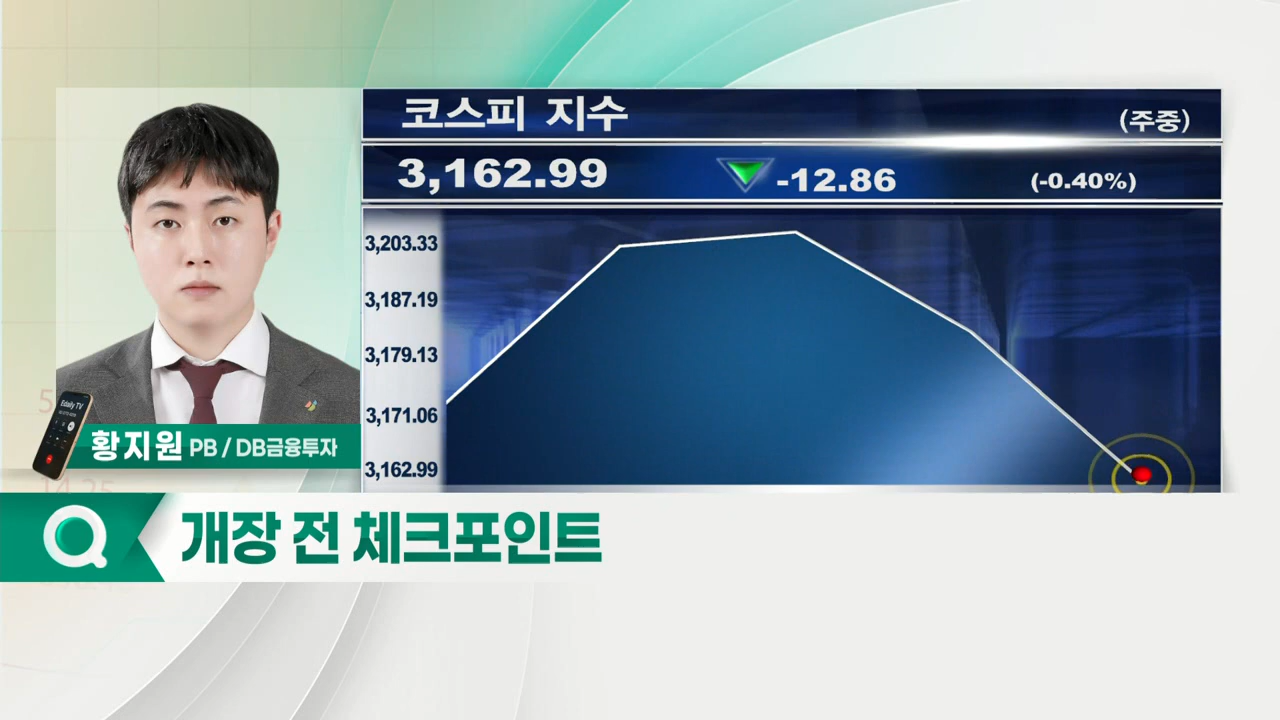 코스피 지수 (주중)
3,162.99 -12.86 (-0.40%)
3,203.33
3,187.19
3,179.13
3,171.06
3,162.99
Edaily TV
황지원 PB / DB금융투자
개장 전 체크포인트